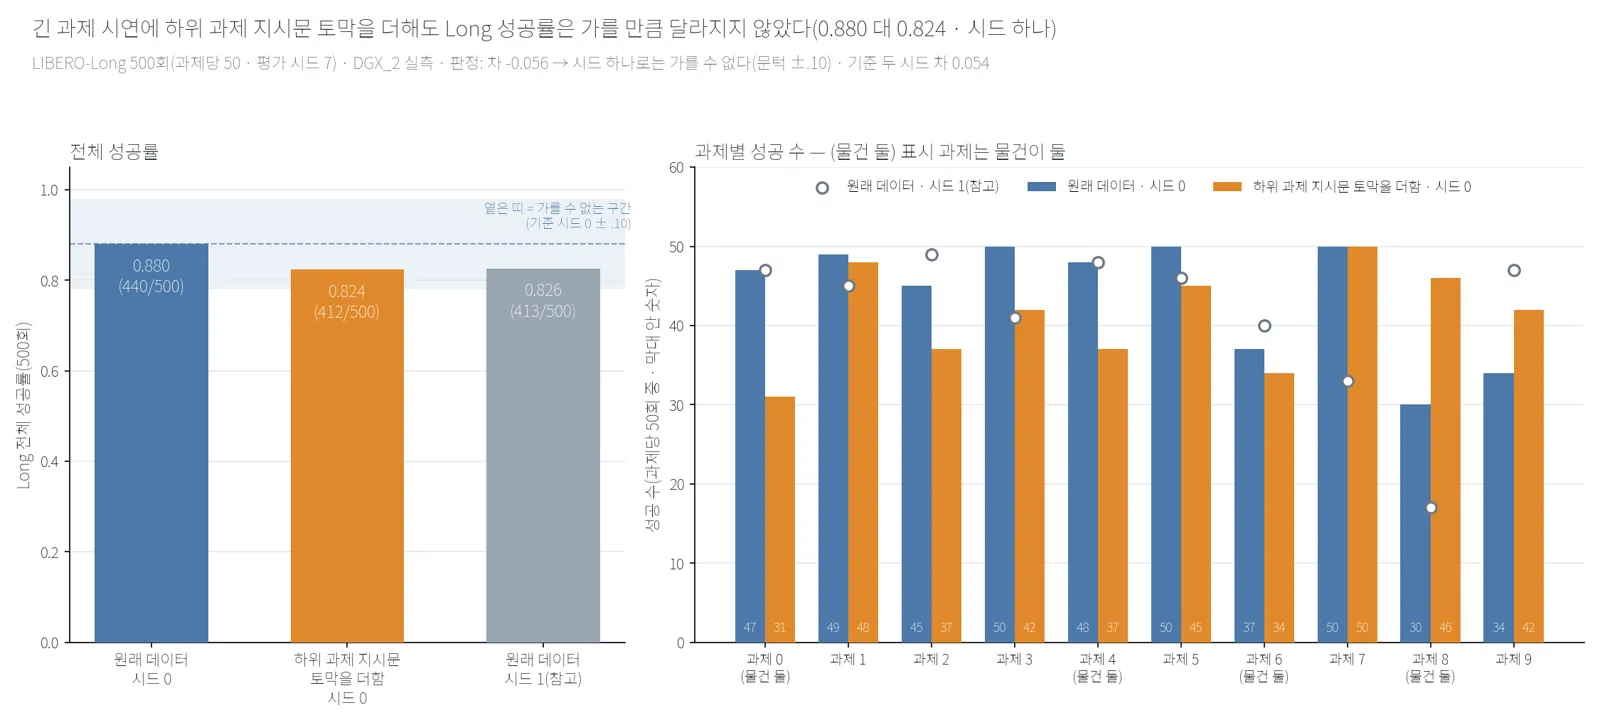 긴 과제 시연에 하위 과제 지시문 토막을 더해도 Long 성공률은 가를 만큼 달라지지 않았다(0.880 대 0.824 · 시드 하나)
LIBERO-Long 500회(과제당 50 · 평가 시드 7) · DGX_2 실측 · 판정: 차 -0.056 → 시드 하나로는 가를 수 없다(문턱 ±.10) · 기준 두 시드 차 0.054
전체 성공률
Long 전체 성공률(500회)
1.0
0.8
0.6
0.4
0.2
0.0
옅은 띠 = 가를 수 없는 구간
(기준 시드 0 ± .10)
0.880
(440/500)
0.824
(412/500)
0.826
(413/500)
원래 데이터
시드 0
하위 과제 지시문
토막을 더함
시드 0
원래 데이터
시드 1(참고)
과제별 성공 수 — (물건 둘) 표시 과제는 물건이 둘
성공 수(과제당 50회 중 · 막대 안 숫자)
60
50
40
30
20
10
0
원래 데이터 · 시드 1(참고)
원래 데이터 · 시드 0
하위 과제 지시문 토막을 더함 · 시드 0
47 31 49 48 45 37 50 42 48 37 50 45 37 34 50 50 30 46 34 42
과제 0
(물건 둘)
과제 1
과제 2
과제 3
과제 4
(물건 둘)
과제 5
과제 6
(물건 둘)
과제 7
과제 8
(물건 둘)
과제 9